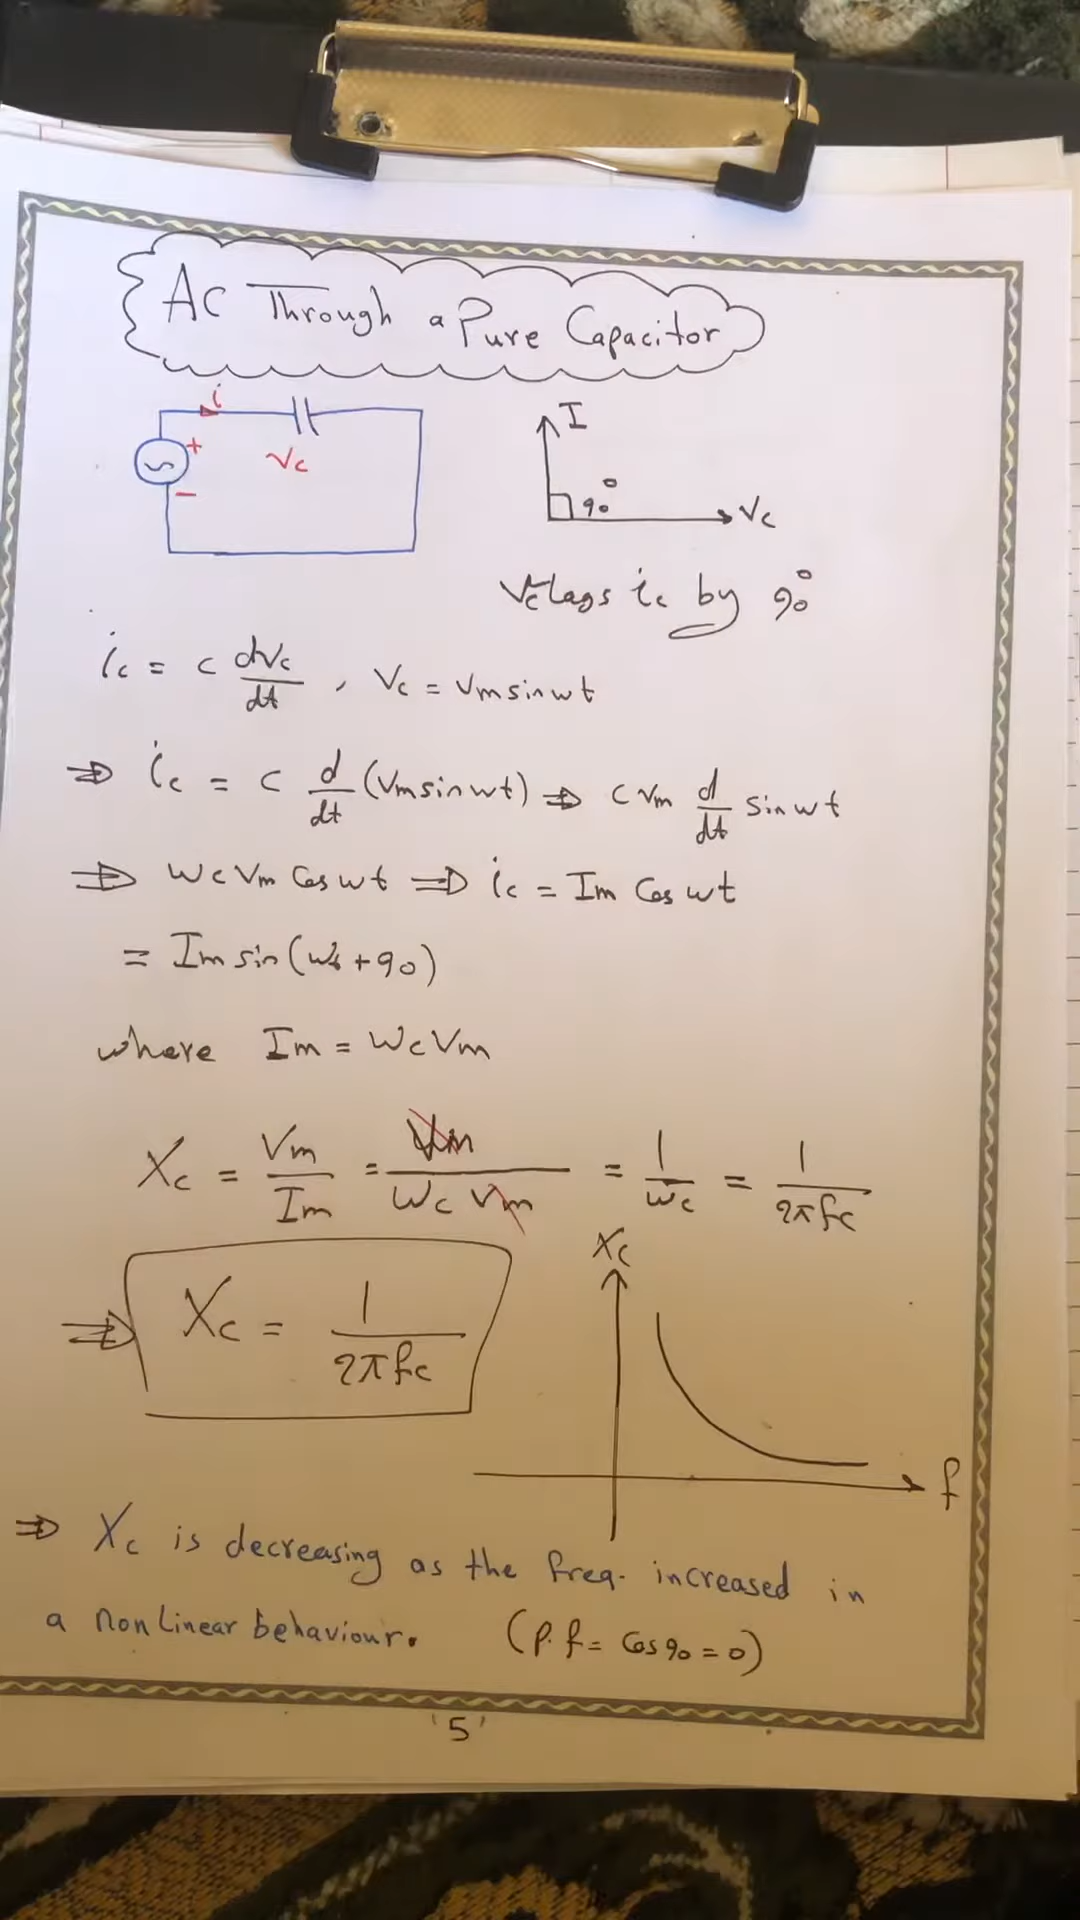 AC Through a Pure Capacitor
i
+
Vc
−
I
90°
Vc
Vc lags ic by 90°
ic = c dVc/dt , Vc = Vm sin wt
⇒ ic = c d/dt (Vm sin wt) ⇒ c Vm d/dt sin wt
⇒ wc Vm Cos wt ⇒ ic = Im Cos wt
= Im sin (wt + 90)
where Im = wc Vm
Xc = Vm/Im = Vm/wc Vm = 1/wc = 1/2πfc
⇒ Xc = 1/2πfc
Xc
f
⇒ Xc is decreasing as the freq. increased in
a non Linear behaviour. (p.f = Cos 90 = 0)
'5'